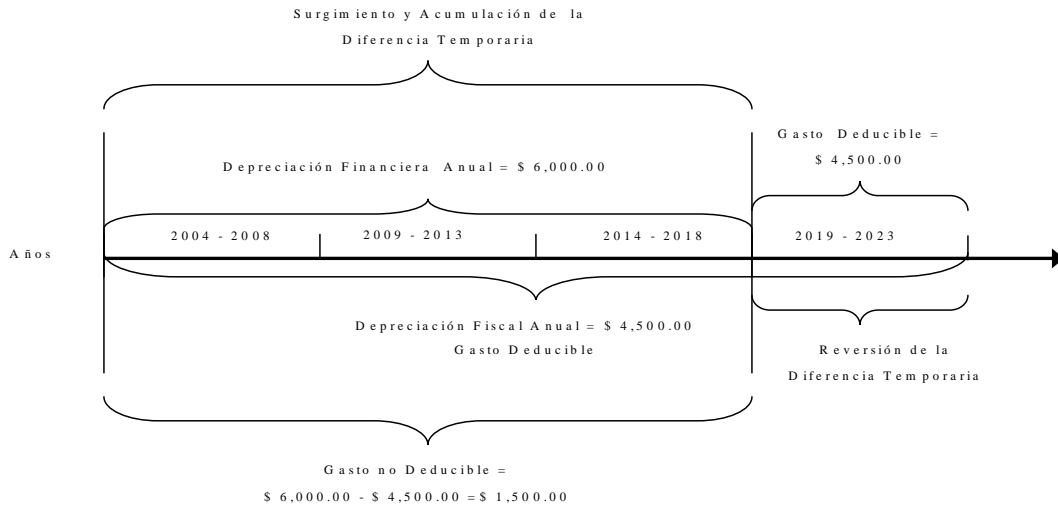 Surgimiento y Acumulación de la
Diferencia Temporaria
Gasto Deducible =
$ 4,500.00
Depreciación Financiera Anual = $ 6,000.00
2004 - 2008
2009 - 2013
2014 - 2018
2019 - 2023
Años
Depreciación Fiscal Anual = $ 4,500.00
Gasto Deducible
Reversión de la
Diferencia Temporaria
Gasto no Deducible =
$ 6,000.00 - $ 4,500.00 = $ 1,500.00